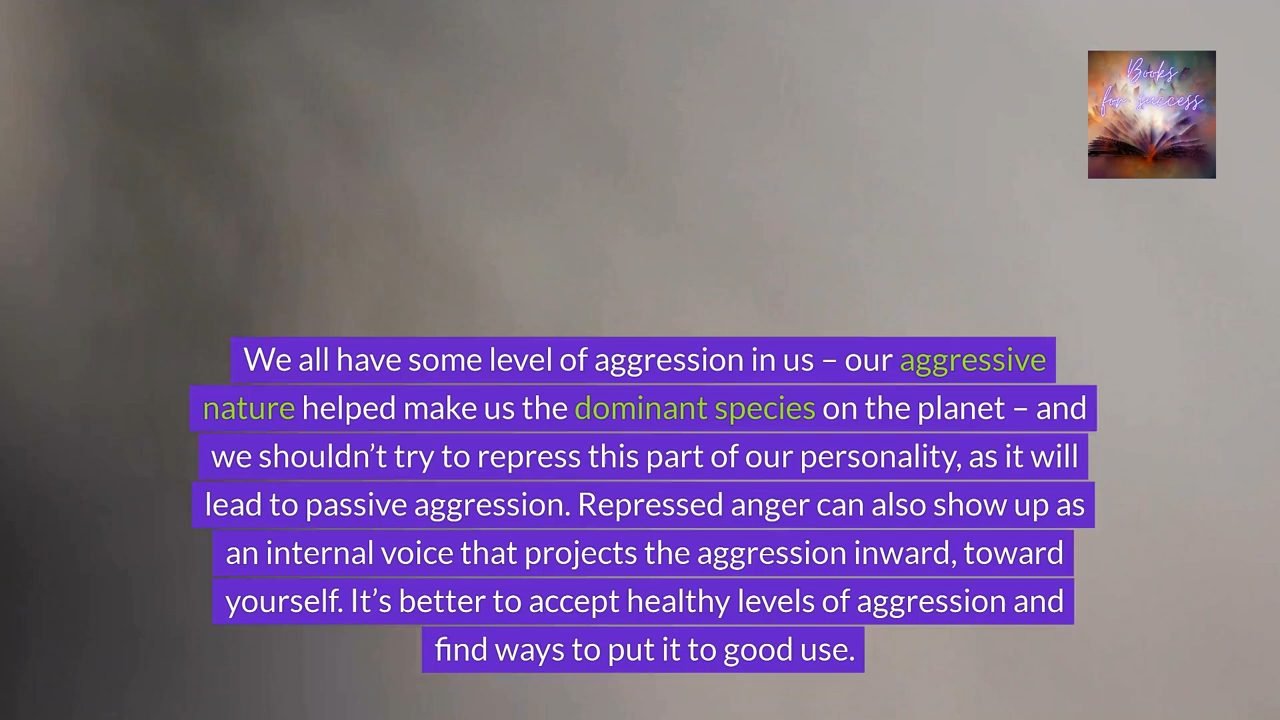 Books
for success
We all have some level of aggression in us – our aggressive
nature helped make us the dominant species on the planet – and
we shouldn’t try to repress this part of our personality, as it will
lead to passive aggression. Repressed anger can also show up as
an internal voice that projects the aggression inward, toward
yourself. It’s better to accept healthy levels of aggression and
find ways to put it to good use.